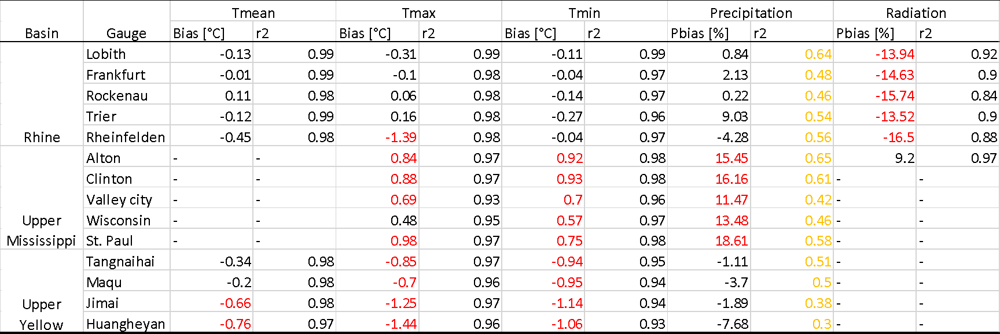 Tmean Tmax Tmin Precipitation Radiation
Basin Gauge Bias [°C] r2 Bias [°C] r2 Bias [°C] r2 Pbias [%] r2 Pbias [%] r2
Lobith -0.13 0.99 -0.31 0.99 -0.11 0.99 0.84 0.64 -13.94 0.92
Frankfurt -0.01 0.99 -0.1 0.98 -0.04 0.97 2.13 0.48 -14.63 0.9
Rockenau 0.11 0.98 0.06 0.98 -0.14 0.97 0.22 0.46 -15.74 0.84
Trier -0.12 0.99 0.16 0.98 -0.27 0.96 9.03 0.54 -13.52 0.9
Rhine Rheinfelden -0.45 0.98 -1.39 0.98 -0.04 0.97 -4.28 0.56 -16.5 0.88
Alton - - 0.84 0.97 0.92 0.98 15.45 0.65 9.2 0.97
Clinton - - 0.88 0.97 0.93 0.98 16.16 0.61 - -
Valley city - - 0.69 0.93 0.7 0.96 11.47 0.42 - -
Upper Wisconsin - - 0.48 0.95 0.57 0.97 13.48 0.46 - -
Mississippi St. Paul - - 0.98 0.97 0.75 0.98 18.61 0.58 - -
Tangnaihai -0.34 0.98 -0.85 0.97 -0.94 0.95 -1.11 0.51 - -
Maqu -0.2 0.98 -0.7 0.96 -0.95 0.94 -3.7 0.5 - -
Upper Jimai -0.66 0.98 -1.25 0.97 -1.14 0.94 -1.89 0.38 - -
Yellow Huangheyan -0.76 0.97 -1.44 0.96 -1.06 0.93 -7.68 0.3 - -